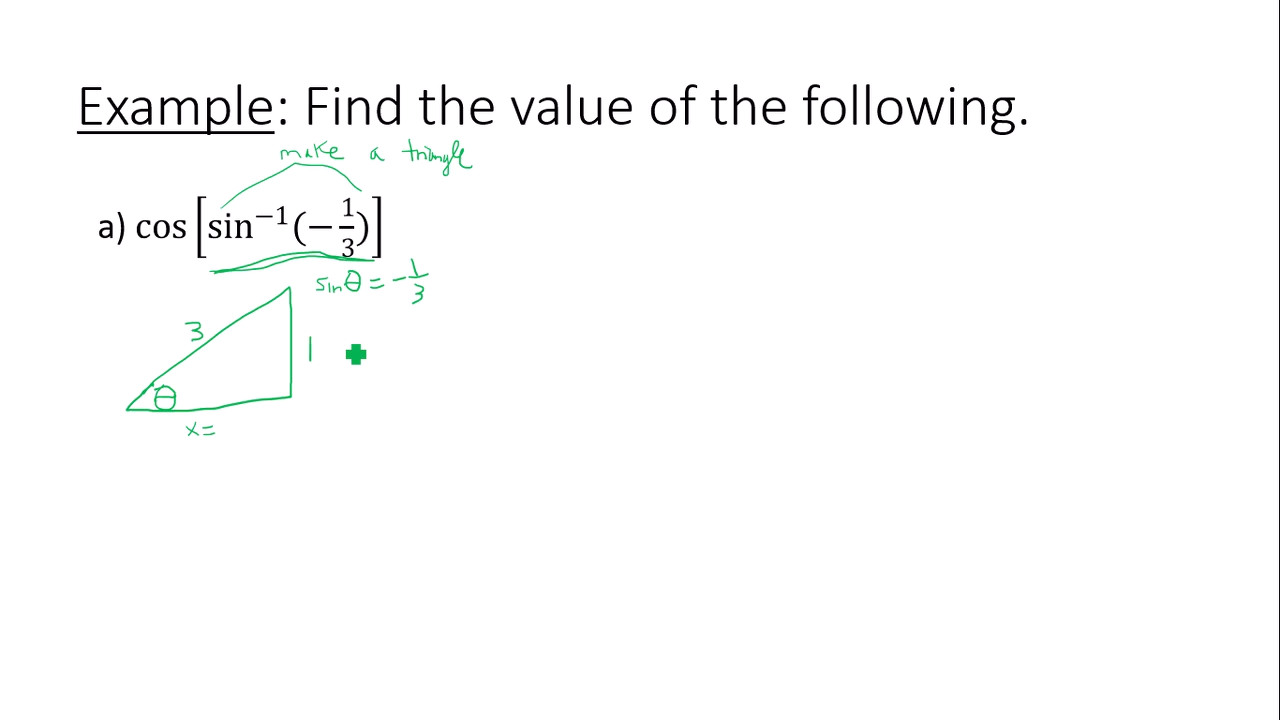 Example: Find the value of the following.
make a triangle
a) cos [sin⁻¹(−1/3)]
sinθ = −1/3
3
1
θ
x=